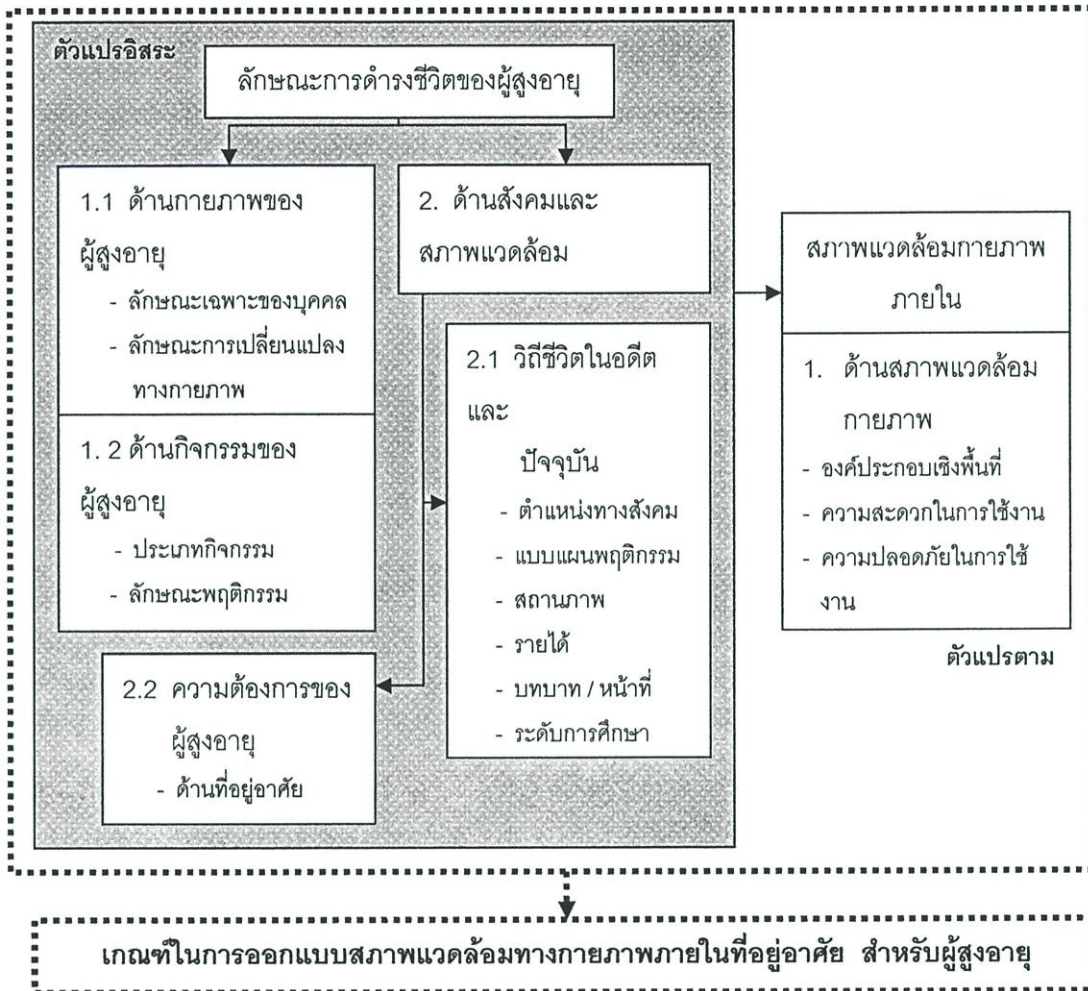 ตัวแปรอิสระ
ลักษณะการดำรงชีวิตของผู้สูงอายุ
1.1 ด้านกายภาพของ
ผู้สูงอายุ
- ลักษณะเฉพาะของบุคคล
- ลักษณะการเปลี่ยนแปลง
ทางกายภาพ
1. 2 ด้านกิจกรรมของ
ผู้สูงอายุ
- ประเภทกิจกรรม
- ลักษณะพฤติกรรม
2. ด้านสังคมและ
สภาพแวดล้อม
2.1 วิถีชีวิตในอดีต
และ
ปัจจุบัน
- ตำแหน่งทางสังคม
- แบบแผนพฤติกรรม
- สถานภาพ
- รายได้
- บทบาท / หน้าที่
- ระดับการศึกษา
2.2 ความต้องการของ
ผู้สูงอายุ
- ด้านที่อยู่อาศัย
สภาพแวดล้อมกายภาพ
ภายใน
1. ด้านสภาพแวดล้อม
กายภาพ
- องค์ประกอบเชิงพื้นที่
- ความสะดวกในการใช้งาน
- ความปลอดภัยในการใช้
งาน
ตัวแปรตาม
เกณฑ์ในการออกแบบสภาพแวดล้อมทางกายภาพภายในที่อยู่อาศัย สำหรับผู้สูงอายุ